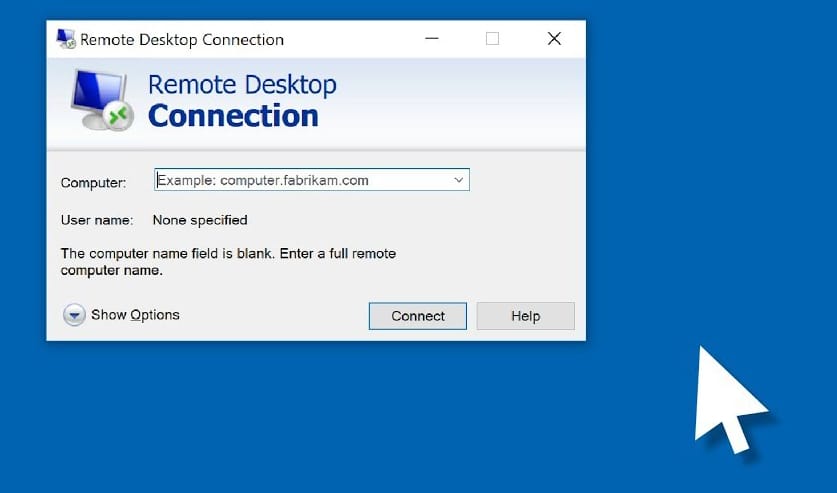 Remote Desktop Connection
Remote Desktop
Connection
Computer: Example: computer.fabrikam.com
User name: None specified
The computer name field is blank. Enter a full remote
computer name.
Show Options Connect Help